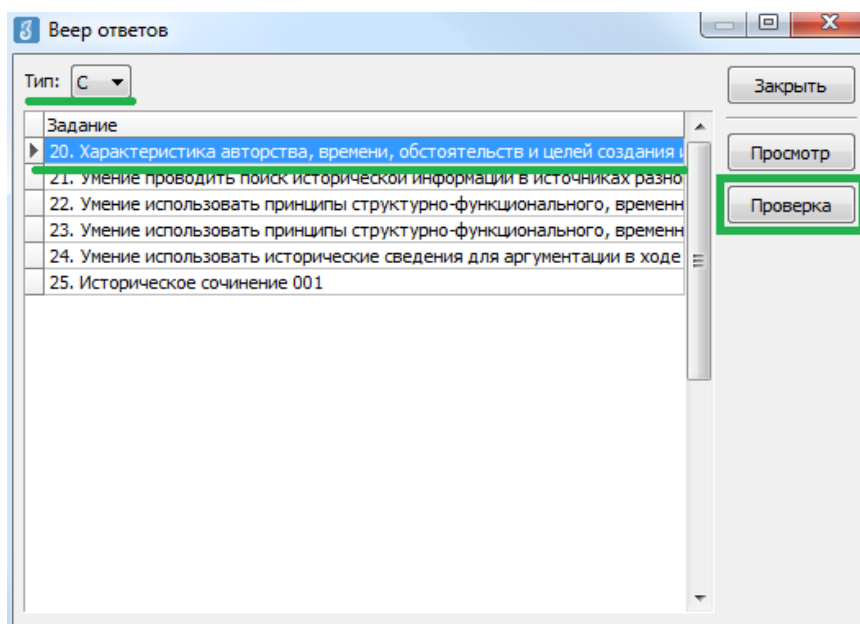 Веер ответов
Тип: C
Закрыть
Задание
20. Характеристика авторства, времени, обстоятельств и целей создания и
Просмотр
21. Умение проводить поиск исторической информации в источниках разно
22. Умение использовать принципы структурно-функционального, временн
Проверка
23. Умение использовать принципы структурно-функционального, временн
24. Умение использовать исторические сведения для аргументации в ходе
25. Историческое сочинение 001